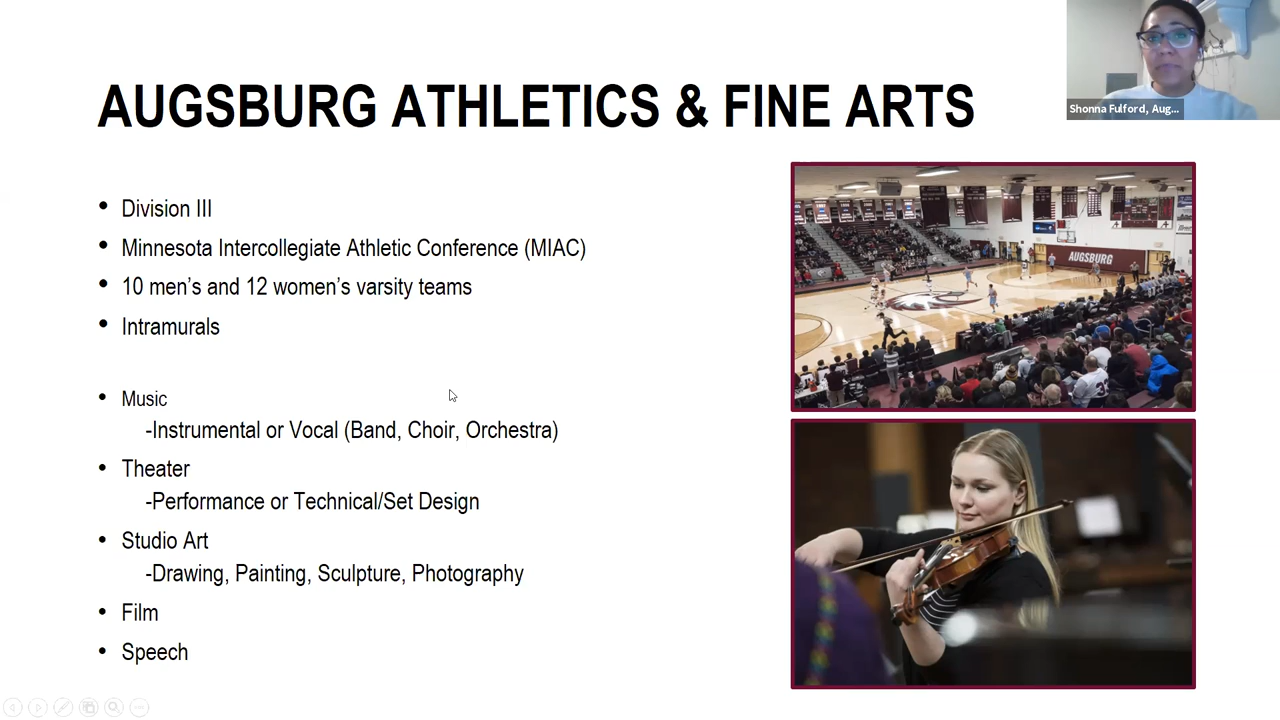 AUGSBURG ATHLETICS & FINE ARTS
Shonna Fulford, Aug...
• Division III
• Minnesota Intercollegiate Athletic Conference (MIAC)
• 10 men’s and 12 women’s varsity teams
• Intramurals
• Music
-Instrumental or Vocal (Band, Choir, Orchestra)
• Theater
-Performance or Technical/Set Design
• Studio Art
-Drawing, Painting, Sculpture, Photography
• Film
• Speech
AUGSBURG